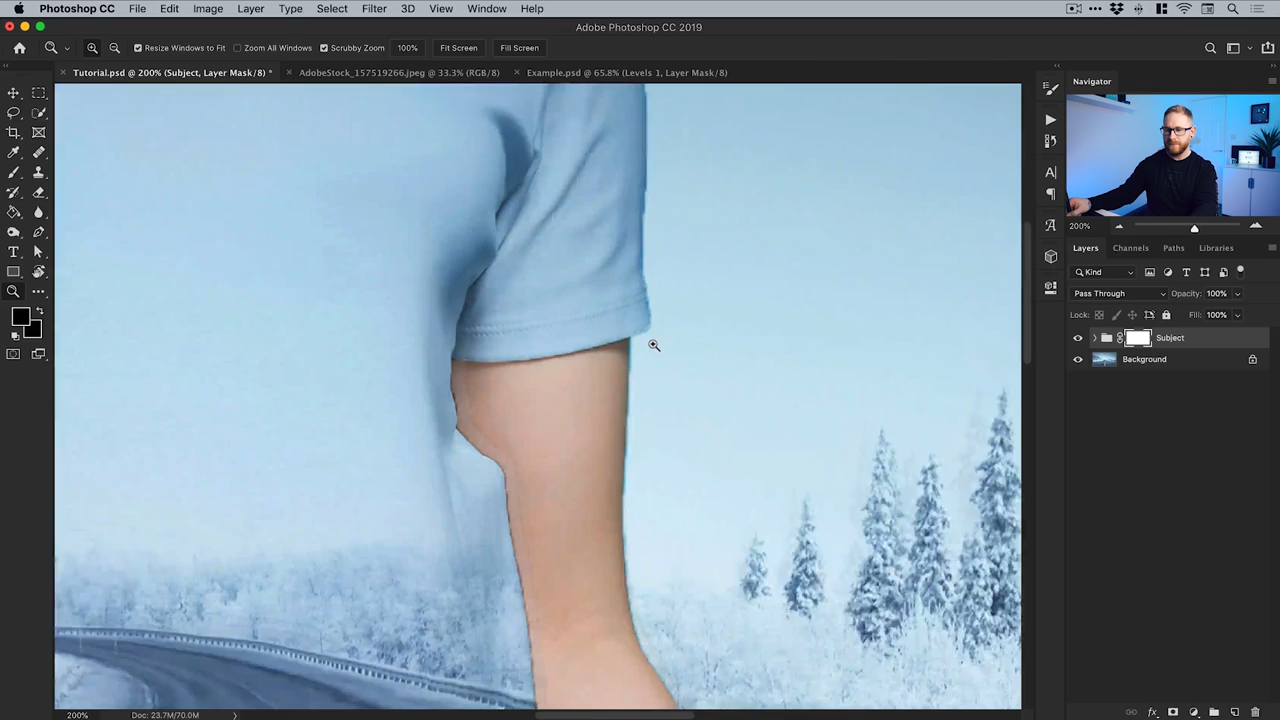 Photoshop CC File Edit Image Layer Type Select Filter 3D View Window Help
Adobe Photoshop CC 2019
Resize Windows to Fit Zoom All Windows Scrubby Zoom 100% Fit Screen Fill Screen
Tutorial.psd @ 200% (Subject, Layer Mask/8) * AdobeStock_157519266.jpeg @ 33.3% (RGB/8) Example.psd @ 65.8% (Levels 1, Layer Mask/8)
Navigator
200%
Layers Channels Paths Libraries
Kind
Pass Through Opacity: 100%
Lock: Fill: 100%
Subject
Background
200% Doc: 23.7M/70.0M